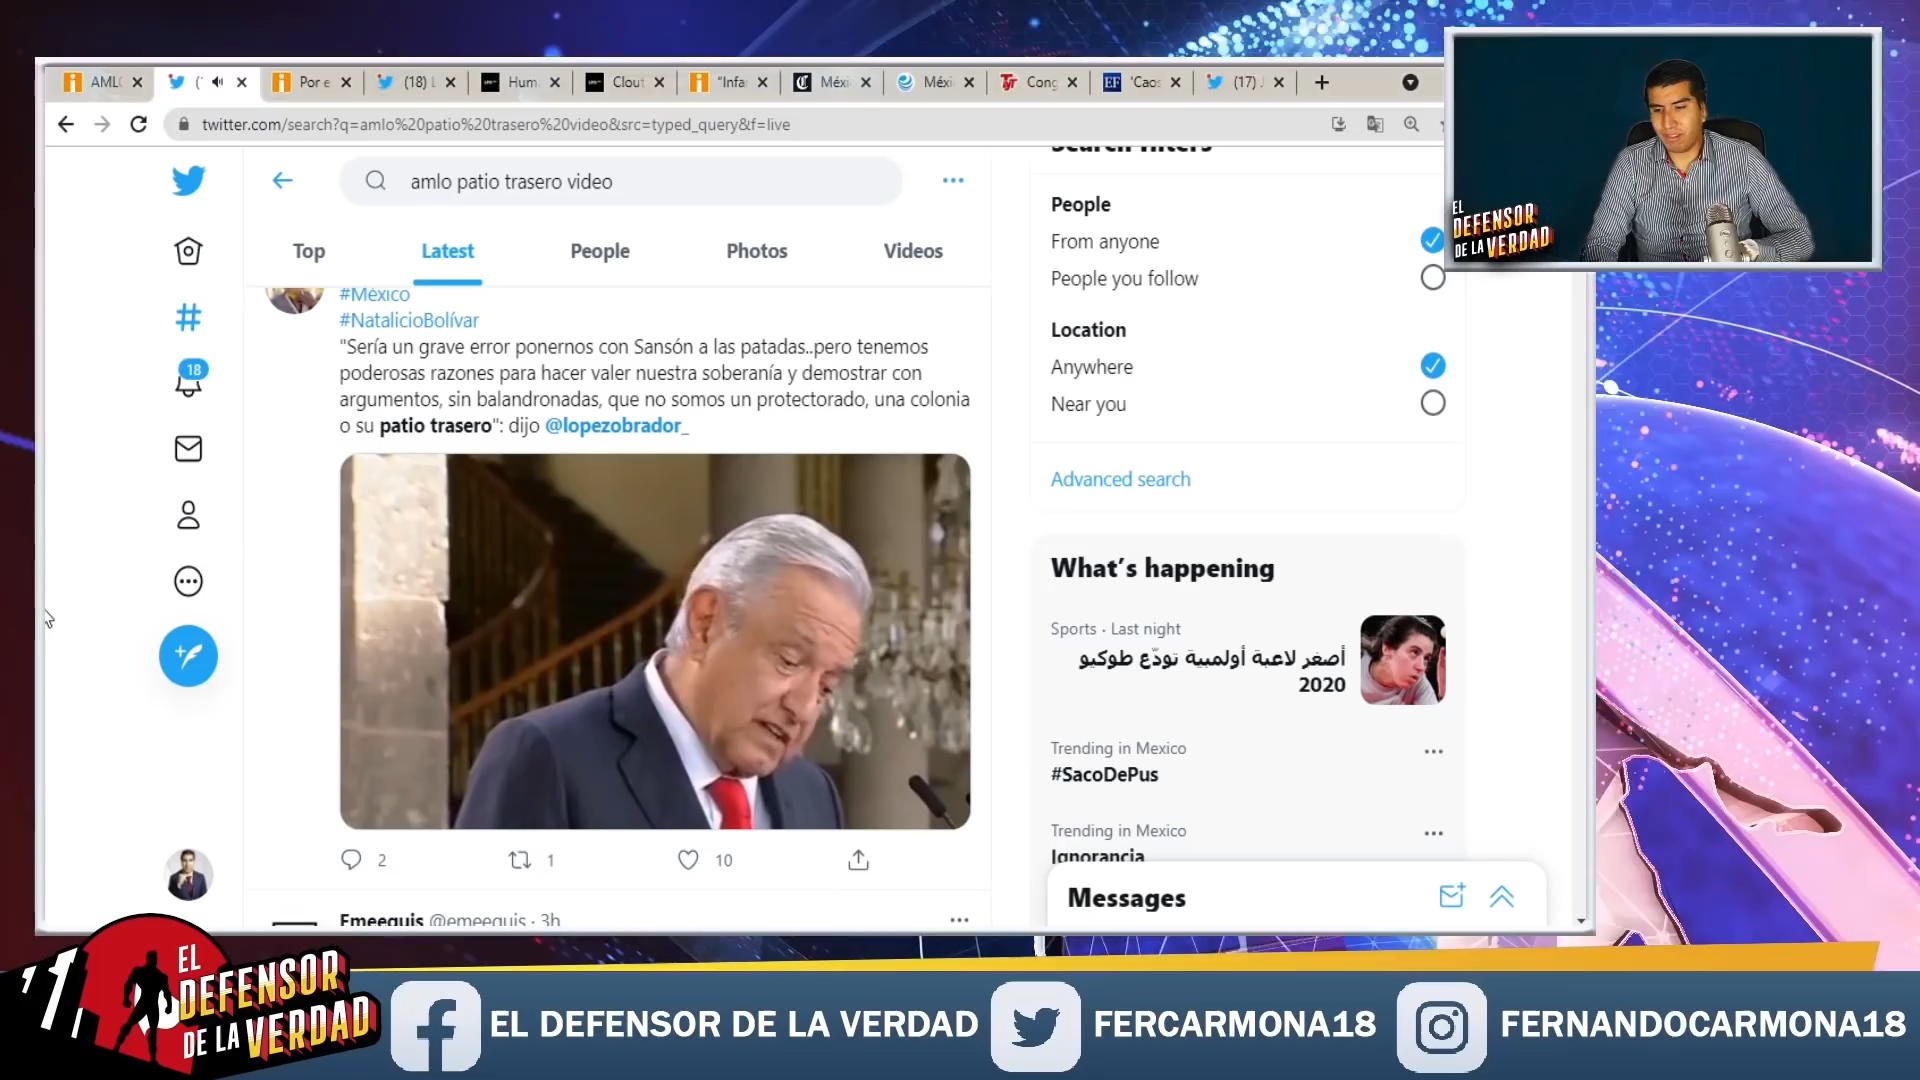 AML
(
Por e
(18) L
Hum
Clout
"Infa
Méxi
Méxi
Cong
'Caos
(17) J
twitter.com/search?q=amlo%20patio%20trasero%20video&src=typed_query&f=live
amlo patio trasero video
Top
Latest
People
Photos
Videos
Search filters
People
From anyone
People you follow
Location
Anywhere
Near you
Advanced search
18
#México
#NatalicioBolívar
"Sería un grave error ponernos con Sansón a las patadas..pero tenemos
poderosas razones para hacer valer nuestra soberanía y demostrar con
argumentos, sin balandronadas, que no somos un protectorado, una colonia
o su patio trasero": dijo @lopezobrador_
2
1
10
Emeequis @emeequis · 3h
What's happening
Sports · Last night
أصغر لاعبة أولمبية تودّع طوكيو
2020
Trending in Mexico
#SacoDePus
Trending in Mexico
Ignorancia
Messages
EL
DEFENSOR
DE LA VERDAD
EL
DEFENSOR
DE LA VERDAD
EL DEFENSOR DE LA VERDAD
FERCARMONA18
FERNANDOCARMONA18